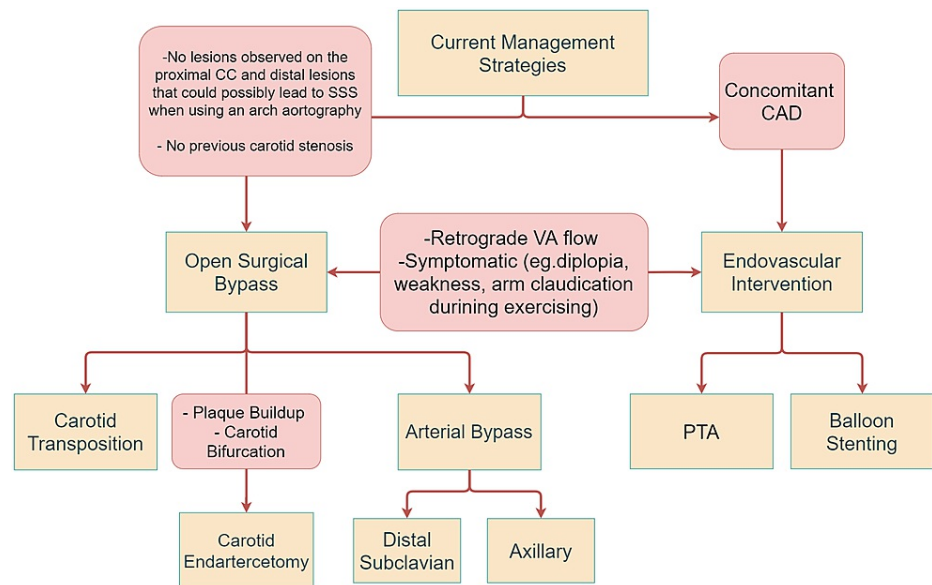 Current Management
Strategies
-No lesions observed on the
proximal CC and distal lesions
that could possibly lead to SSS
when using an arch aortography
- No previous carotid stenosis
Concomitant
CAD
Open Surgical
Bypass
-Retrograde VA flow
-Symptomatic (eg.diplopia,
weakness, arm claudication
durining exercising)
Endovascular
Intervention
Carotid
Transposition
- Plaque Buildup
- Carotid
Bifurcation
Arterial Bypass
PTA
Balloon
Stenting
Carotid
Endartercetomy
Distal
Subclavian
Axillary